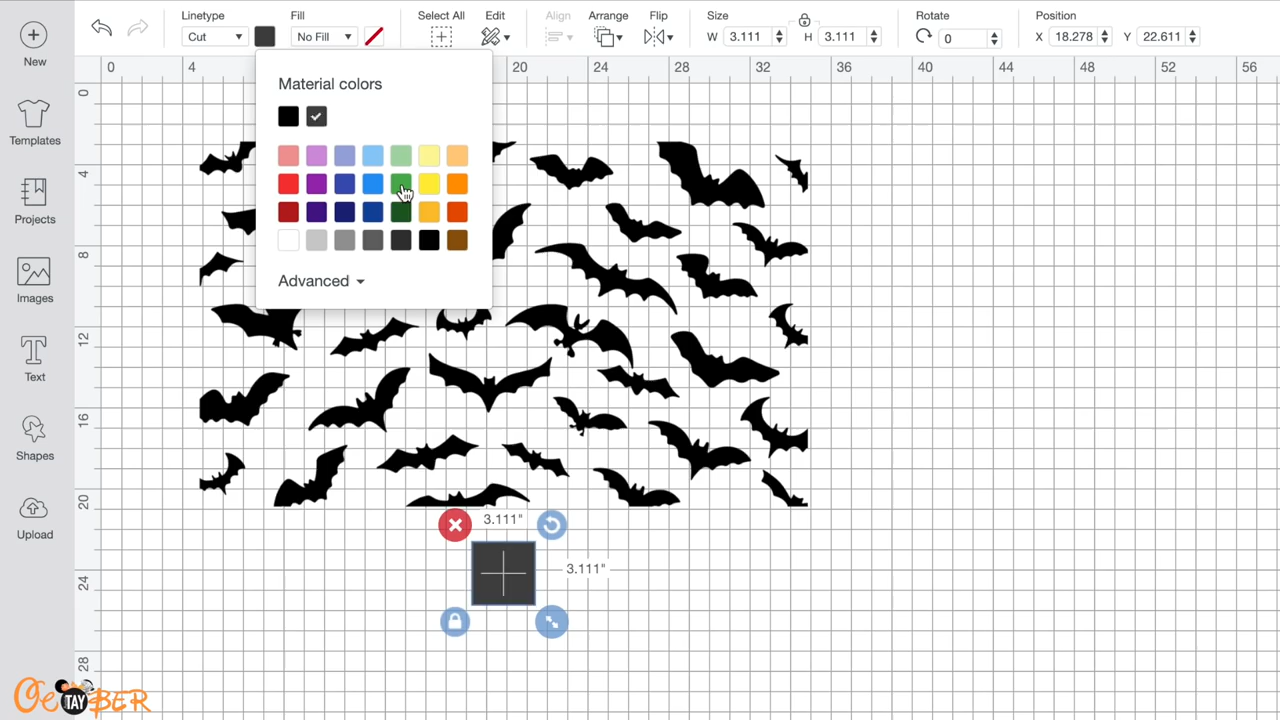 Linetype
Fill
Select All
Edit
Align
Arrange
Flip
Size
Rotate
Position
Cut
No Fill
W 3.111
H 3.111
0
X 18.278
Y 22.611
New
Templates
Projects
Images
Text
Shapes
Upload
0 4 20 24 28 32 36 40 44 48 52 56
0
4
8
12
16
20
24
28
Material colors
Advanced
3.111"
3.111"
OCTOBER
TAY